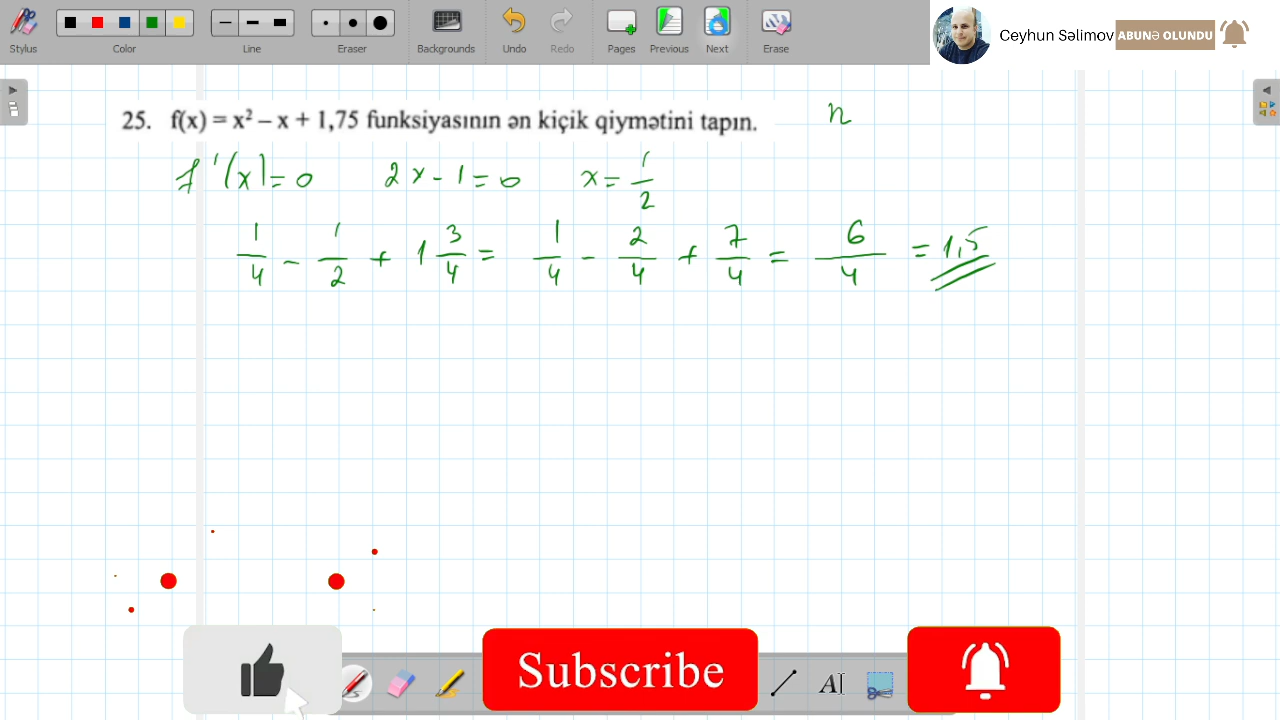 Stylus Color Line Eraser Backgrounds Undo Redo Pages Previous Next Erase
Ceyhun Səlimov ABUNƏ OLUNDU
25. f(x) = x² – x + 1,75 funksiyasının ən kiçik qiymətini tapın. n
f'(x)=0 2x-1=0 x=1/2
1/4 - 1/2 + 1 3/4 = 1/4 - 2/4 + 7/4 = 6/4 = 1,5
Subscribe